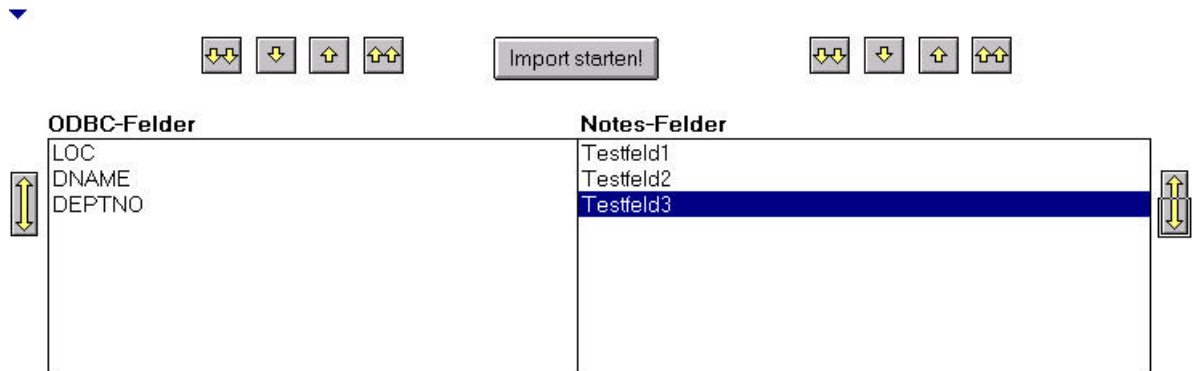 Import starten!
ODBC-Felder
Notes-Felder
LOC
Testfeld1
DNAME
Testfeld2
DEPTNO
Testfeld3